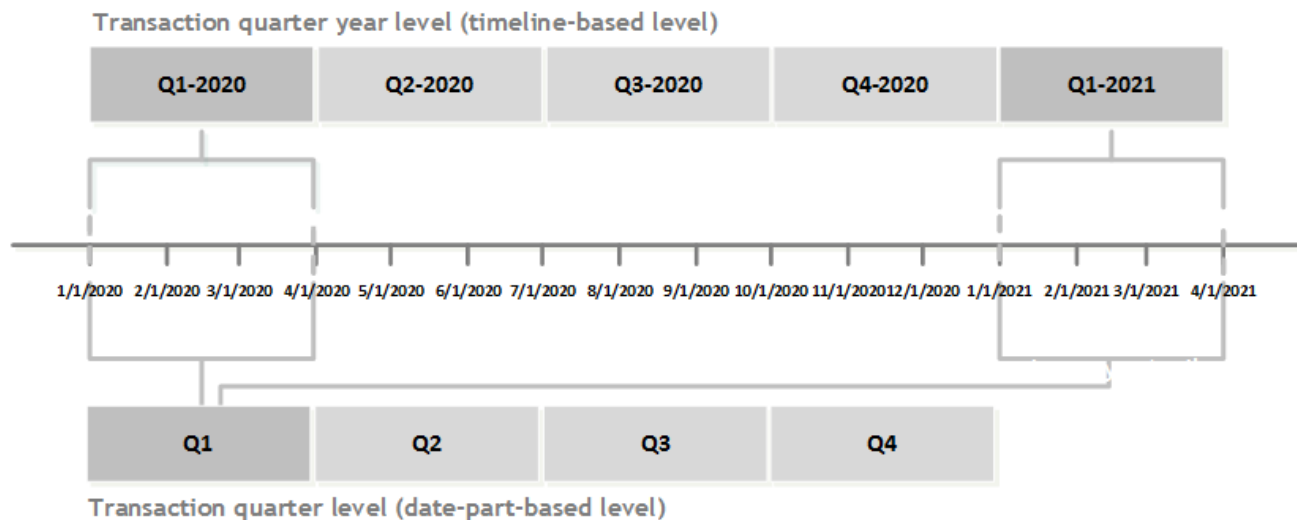 Transaction quarter year level (timeline-based level)
Q1-2020 Q2-2020 Q3-2020 Q4-2020 Q1-2021
1/1/2020 2/1/2020 3/1/2020 4/1/2020 5/1/2020 6/1/2020 7/1/2020 8/1/2020 9/1/2020 10/1/2020 11/1/2020 12/1/2020 1/1/2021 2/1/2021 3/1/2021 4/1/2021
Q1 Q2 Q3 Q4
Transaction quarter level (date-part-based level)